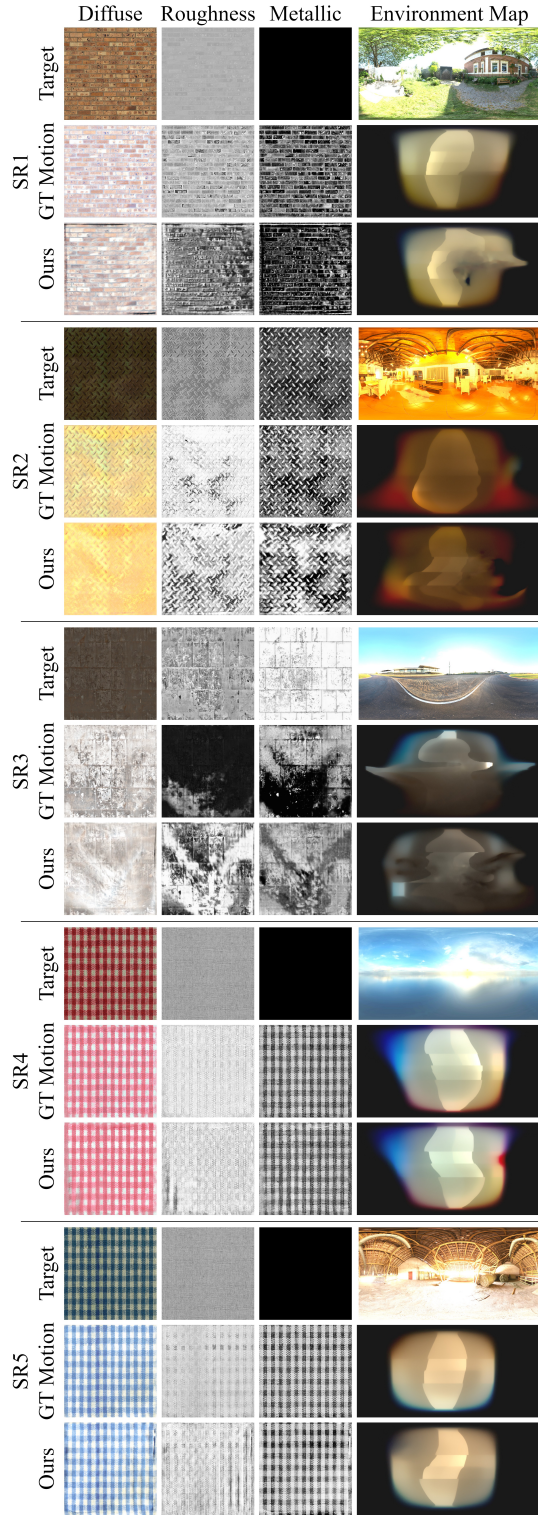 Diffuse Roughness Metallic Environment Map
SR1
Target
GT Motion
Ours
SR2
Target
GT Motion
Ours
SR3
Target
GT Motion
Ours
SR4
Target
GT Motion
Ours
SR5
Target
GT Motion
Ours